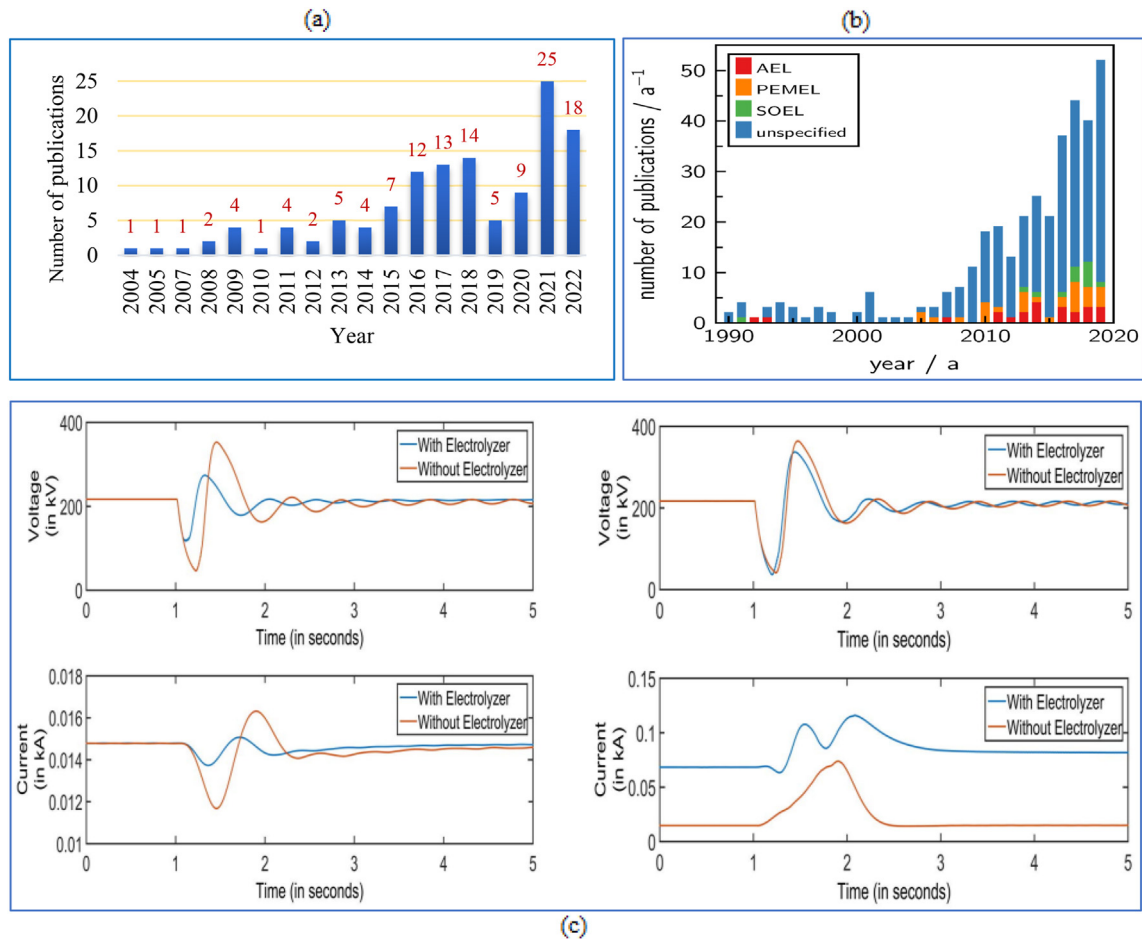 (a)
Number of publications
25
20
15
10
5
0
1
1
1
2
4
1
4
2
5
4
7
12
13
14
5
9
25
18
2004
2005
2007
2008
2009
2010
2011
2012
2013
2014
2015
2016
2017
2018
2019
2020
2021
2022
Year
(b)
number of publications / a⁻¹
50
40
30
20
10
0
AEL
PEMEL
SOEL
unspecified
1990
2000
2010
2020
year / a
Voltage
(in kV)
400
200
0
With Electrolyzer
Without Electrolyzer
0
1
2
3
4
5
Time (in seconds)
Voltage
(in kV)
400
200
0
With Electrolyzer
Without Electrolyzer
0
1
2
3
4
5
Time (in seconds)
Current
(in kA)
0.018
0.016
0.014
0.012
0.01
With Electrolyzer
Without Electrolyzer
0
1
2
3
4
5
Time (in seconds)
Current
(in kA)
0.15
0.1
0.05
0
With Electrolyzer
Without Electrolyzer
0
1
2
3
4
5
Time (in seconds)
(c)